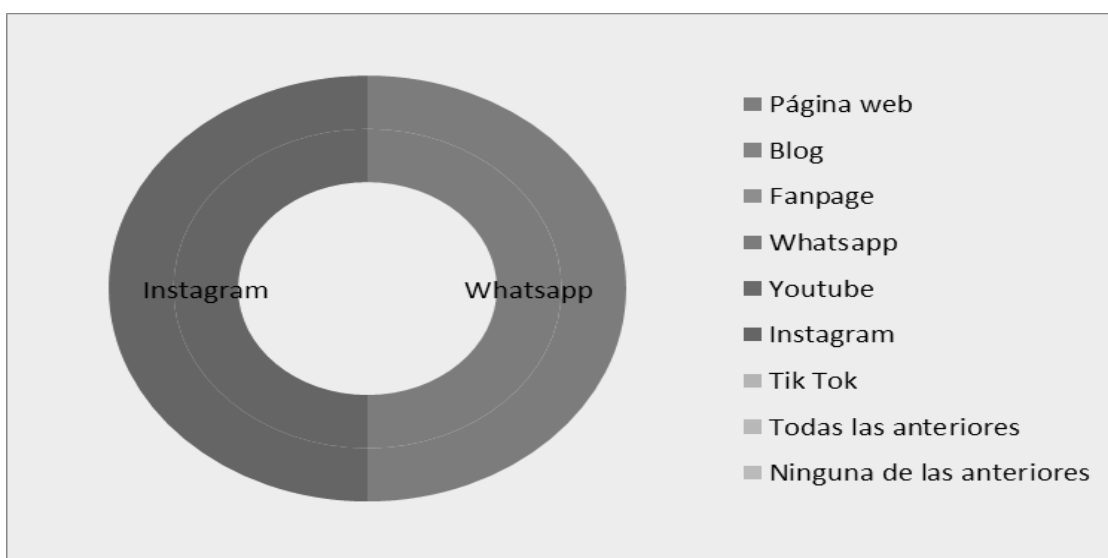 Instagram
Whatsapp
Página web
Blog
Fanpage
Whatsapp
Youtube
Instagram
Tik Tok
Todas las anteriores
Ninguna de las anteriores